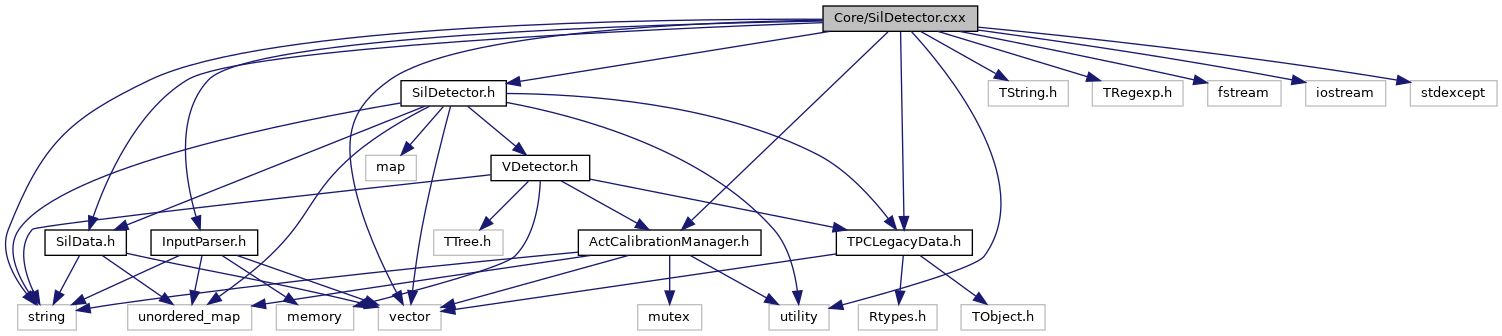 Core/SilDetector.cxx
SilDetector.h
TString.h
TRegexp.h
fstream
iostream
stdexcept
map
VDetector.h
SilData.h
InputParser.h
TTree.h
ActCalibrationManager.h
TPCLegacyData.h
string
unordered_map
memory
vector
mutex
utility
Rtypes.h
TObject.h